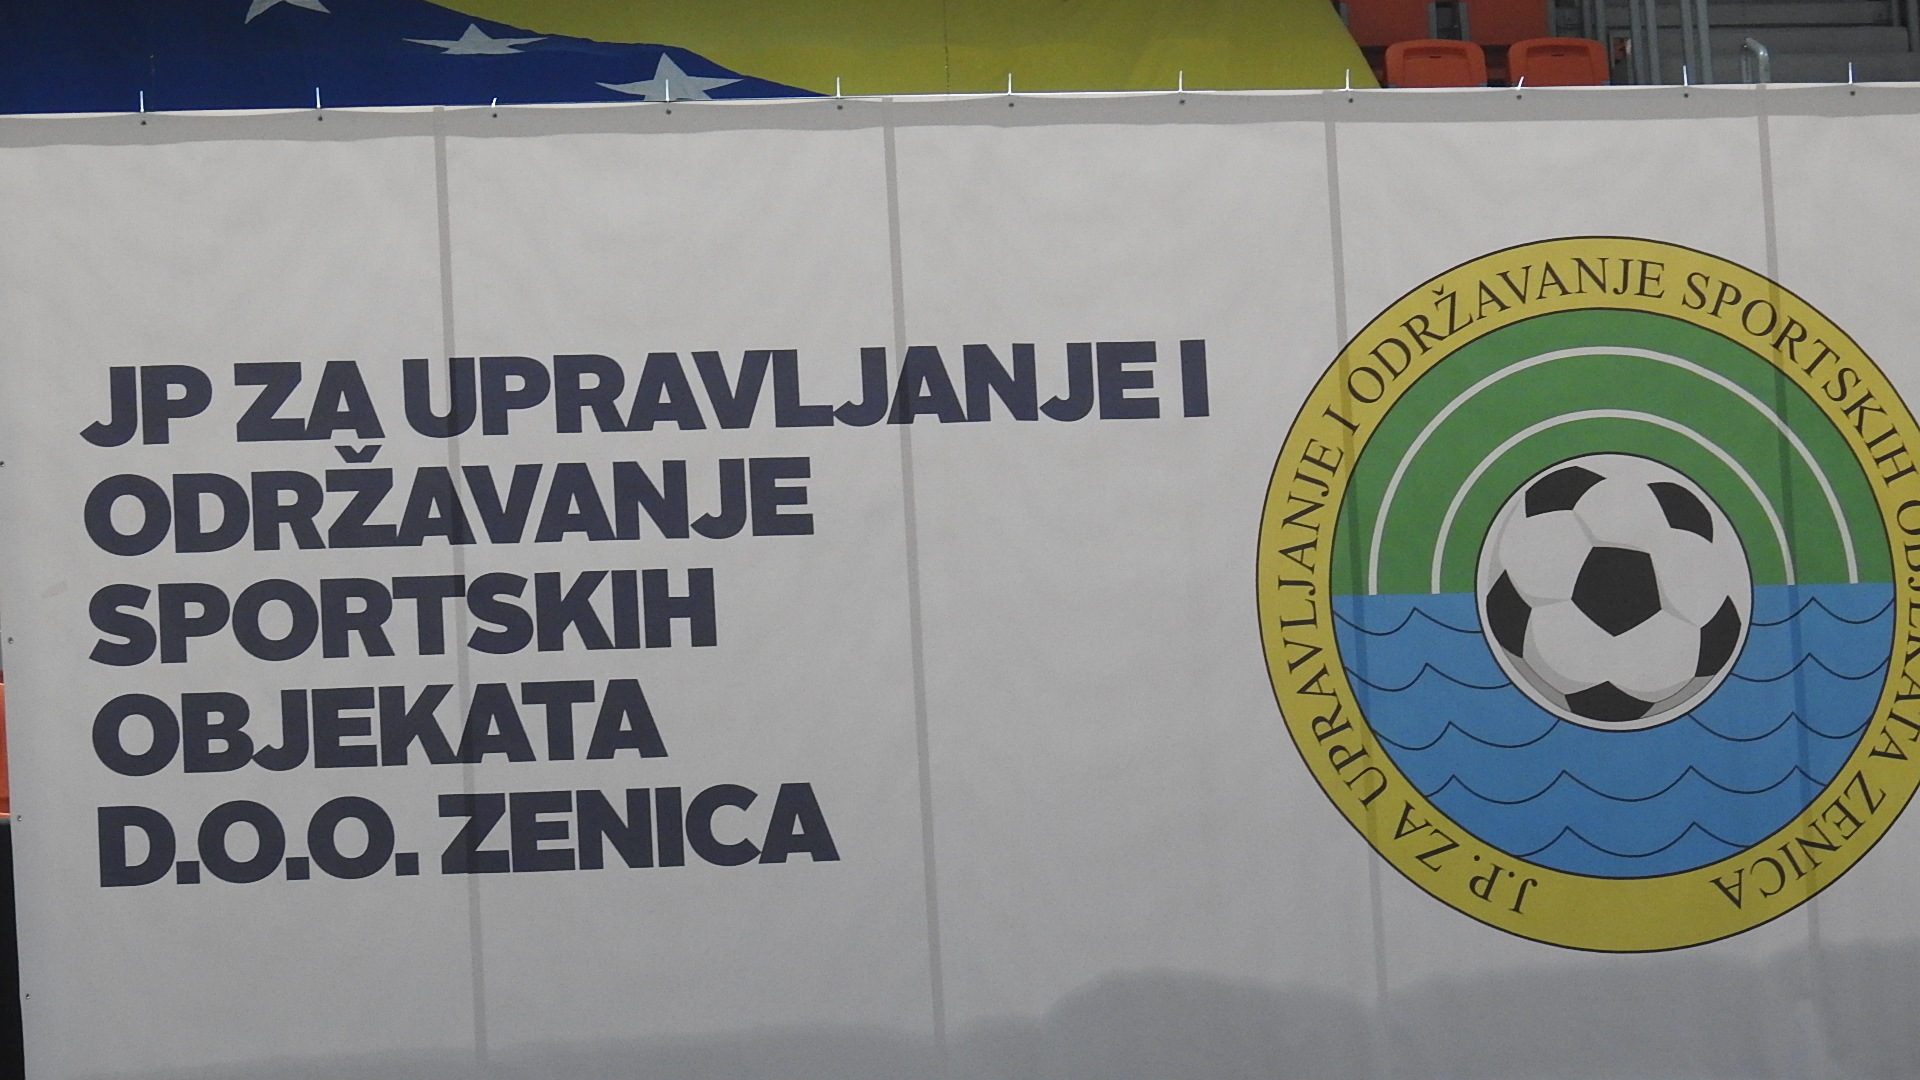 JP ZA UPRAVLJANJE I
ODRŽAVANJE
SPORTSKIH
OBJEKATA
D.O.O. ZENICA
J.P. ZA UPRAVLJANJE I ODRŽAVANJE SPORTSKIH OBJEKATA ZENICA